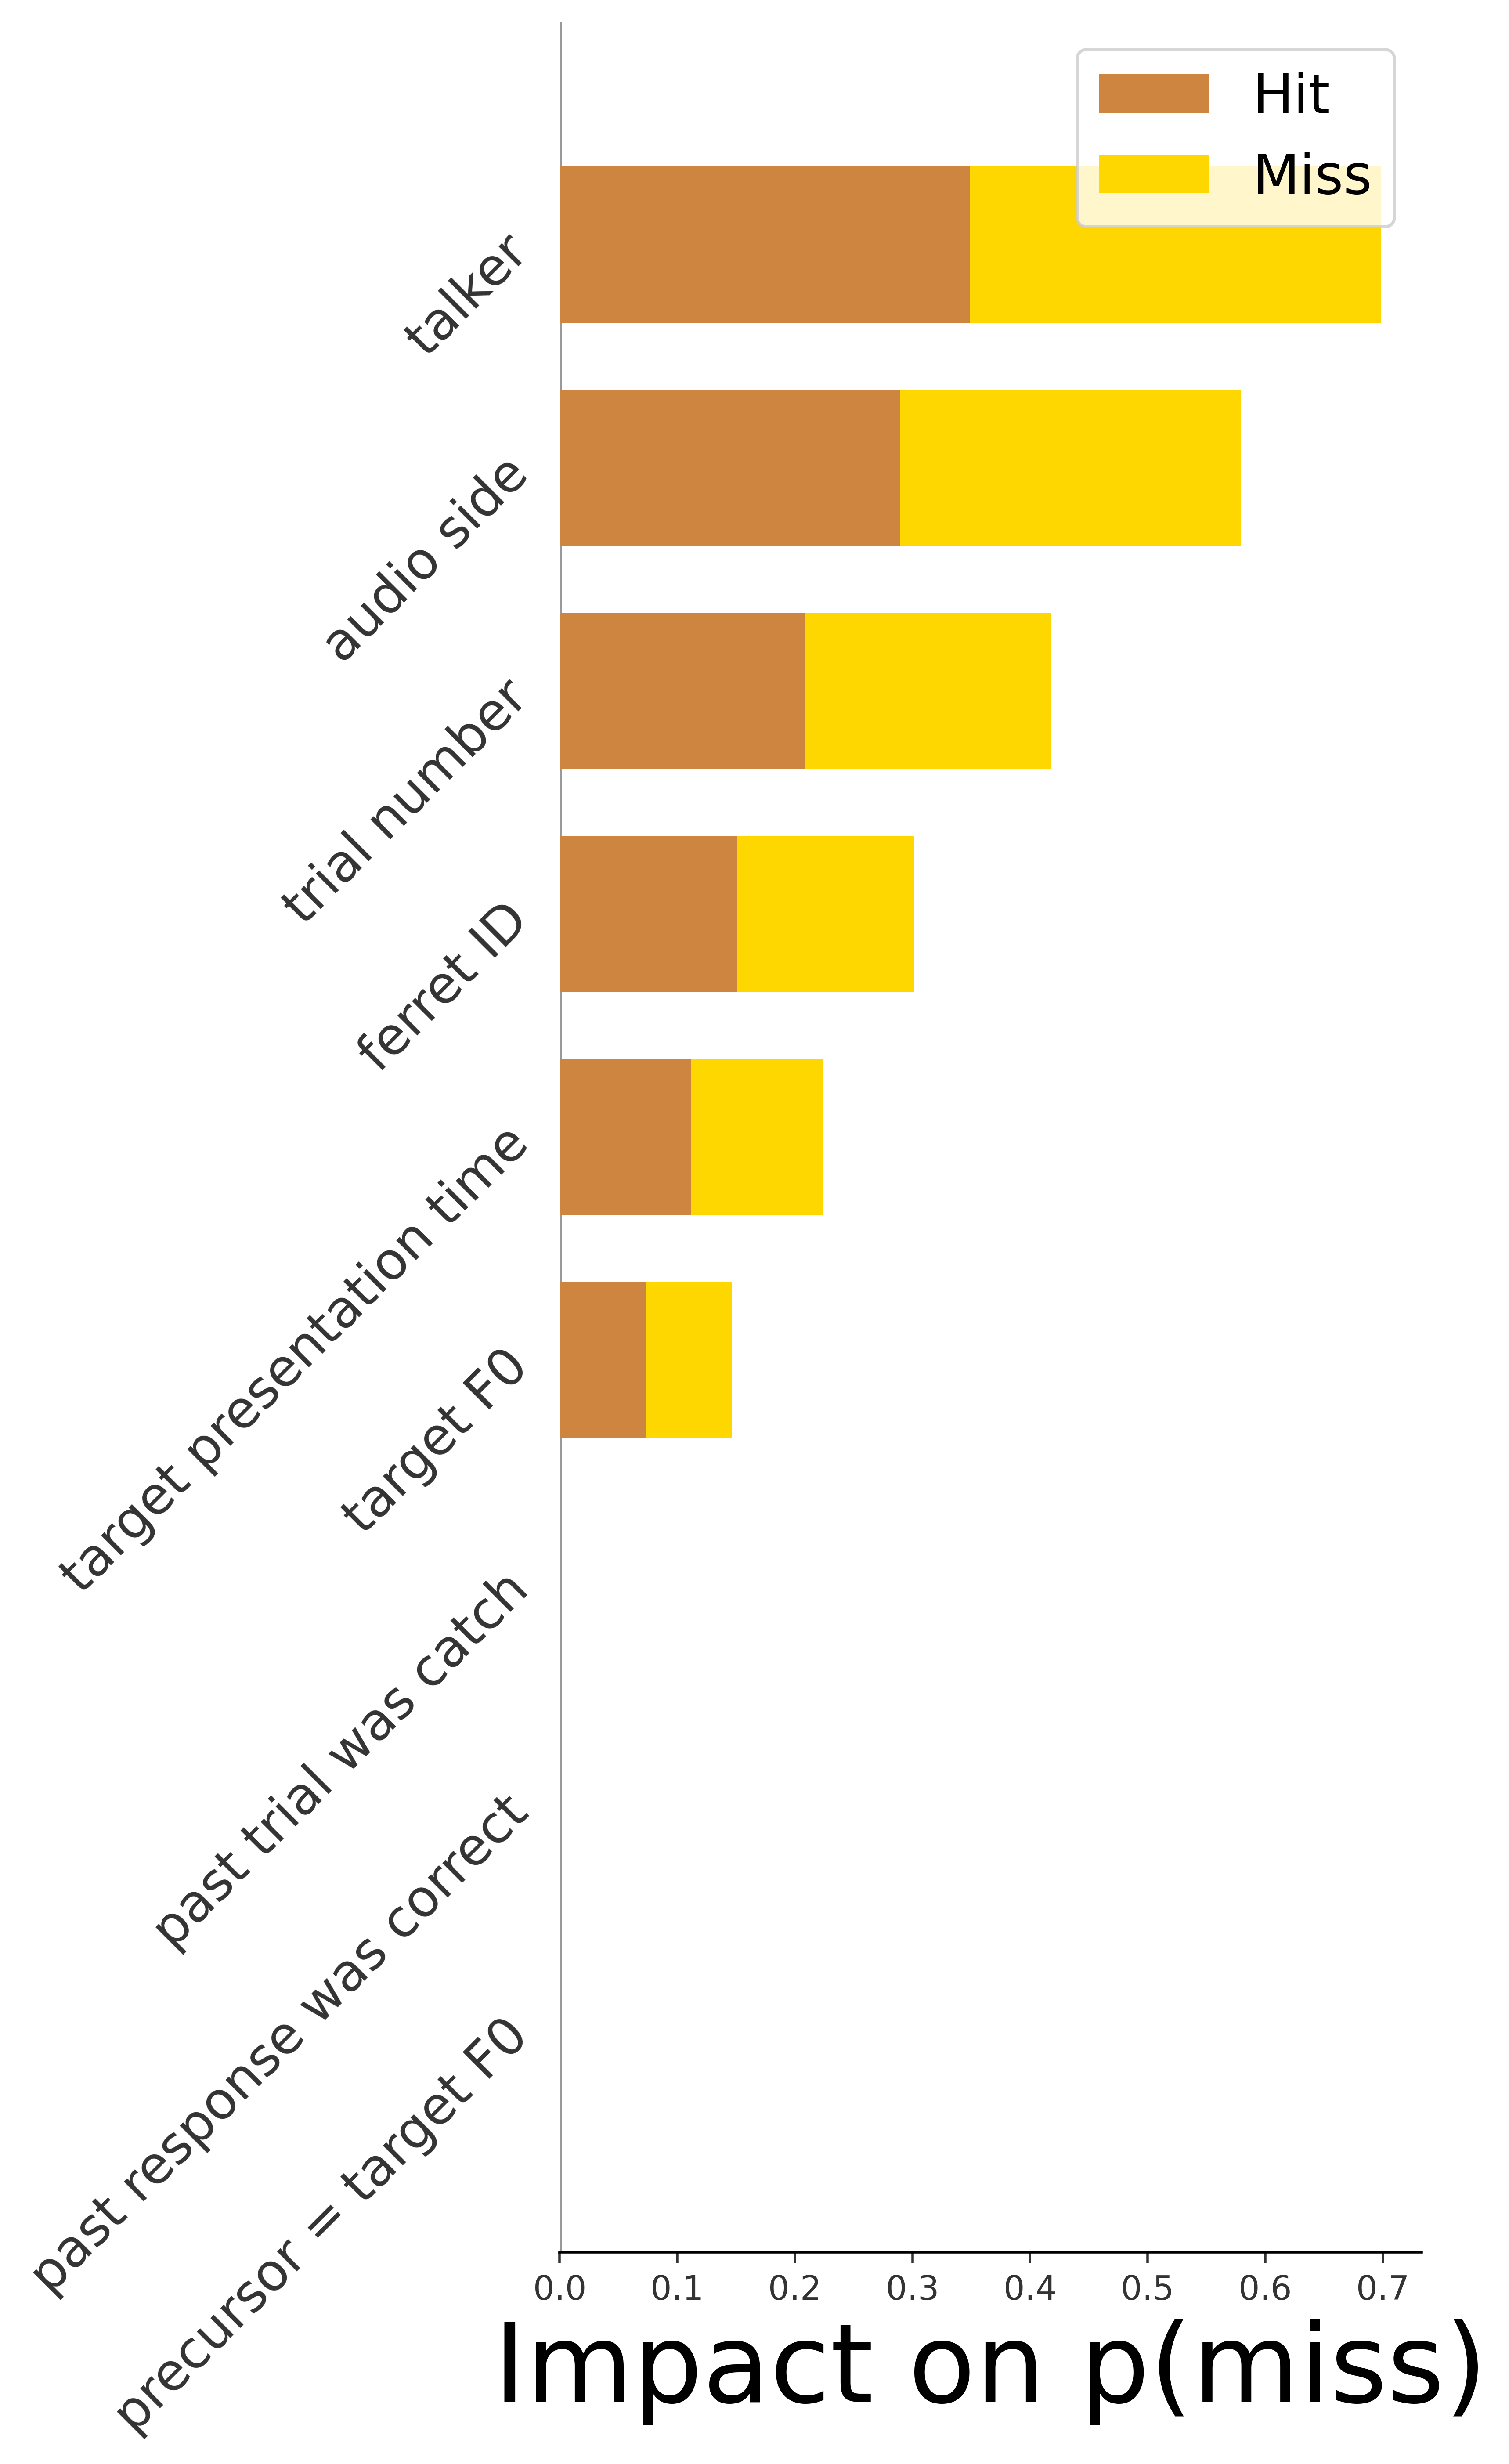 Hit
Miss
talker
audio side
trial number
ferret ID
target presentation time
target F0
past trial was catch
past response was correct
precursor = target F0
0.0 0.1 0.2 0.3 0.4 0.5 0.6 0.7
Impact on p(miss)